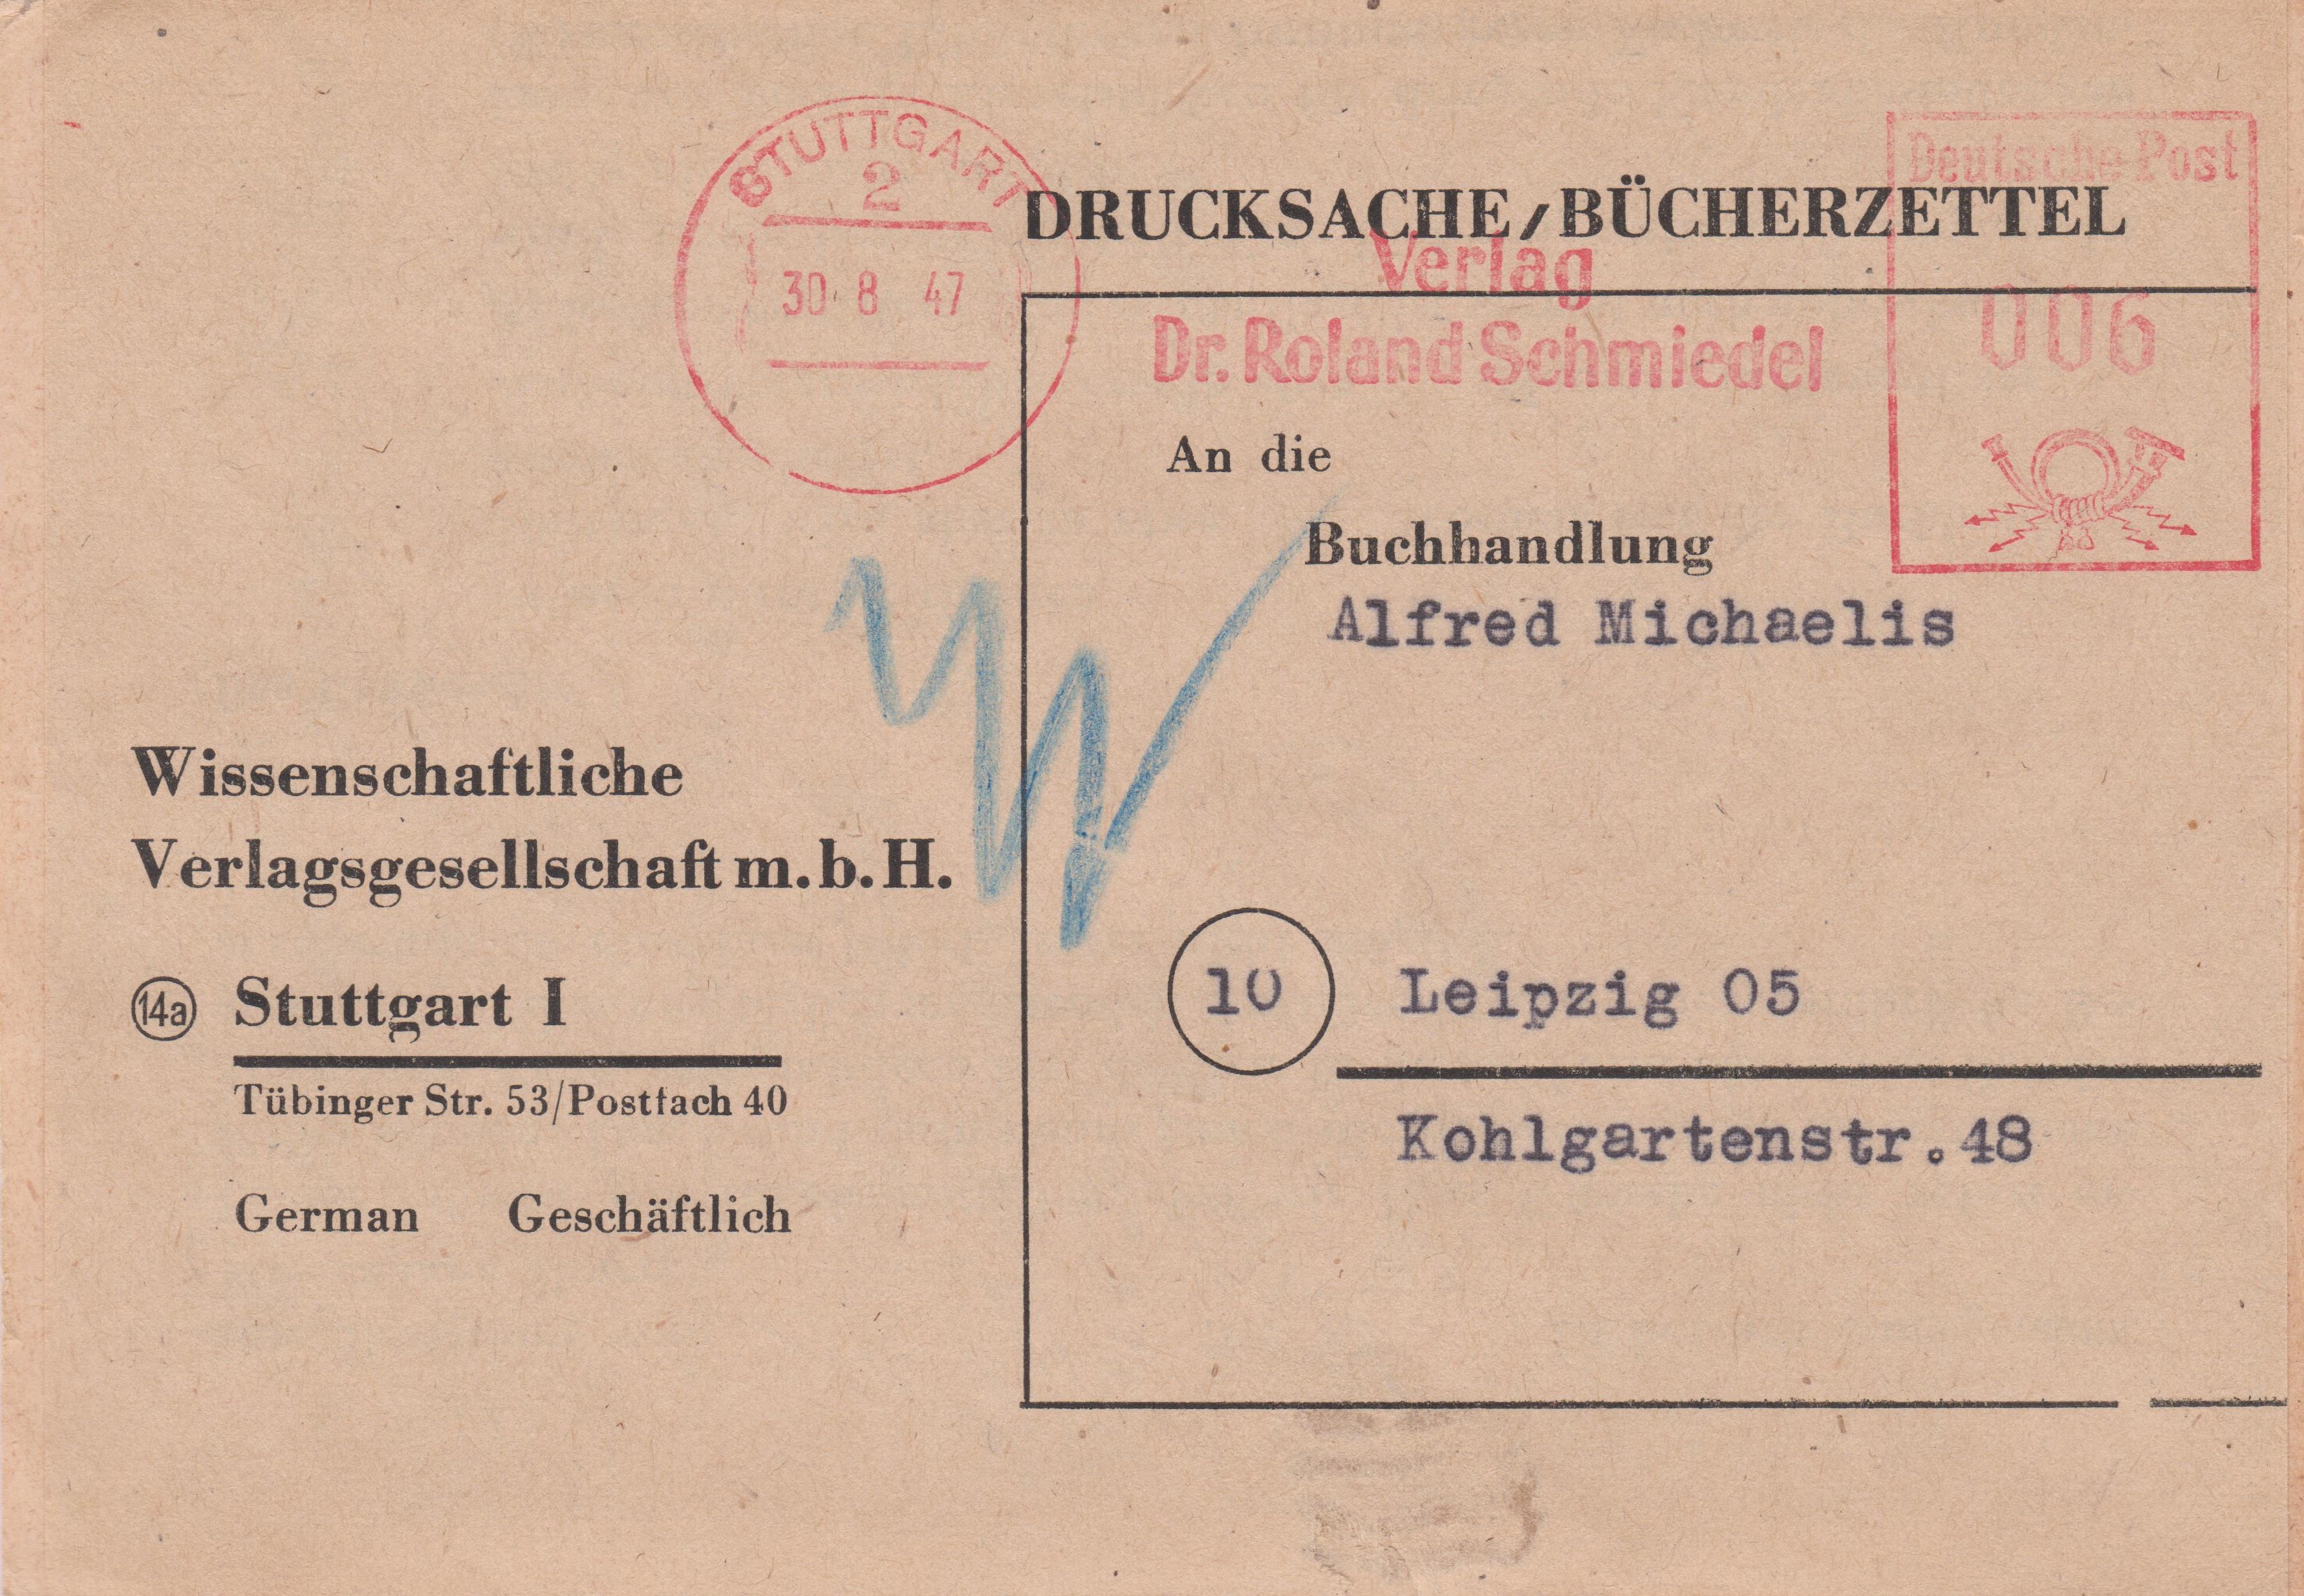 STUTTGART
2
30.8 47
Deutsche Post
006
DRUCKSACHE/BÜCHERZETTEL
Verlag
Dr. Roland Schmiedel
An die
Buchhandlung
Alfred Michaelis
Wissenschaftliche
Verlagsgesellschaft m.b.H.
14a Stuttgart I
Tübinger Str. 53/Postfach 40
German Geschäftlich
10 Leipzig 05
Kohlgartenstr.48